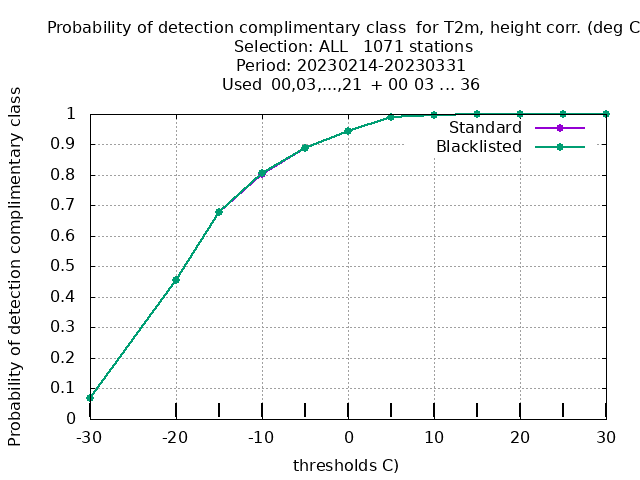 Probability of detection complimentary class  for T2m, height corr. (deg C
Selection: ALL   1071 stations
Period: 20230214-20230331
Used  00,03,...,21  + 00 03 ... 36
Probability of detection complimentary class
1
0.9
0.8
0.7
0.6
0.5
0.4
0.3
0.2
0.1
0
Standard
Blacklisted
-30 -20 -10 0 10 20 30
thresholds C)